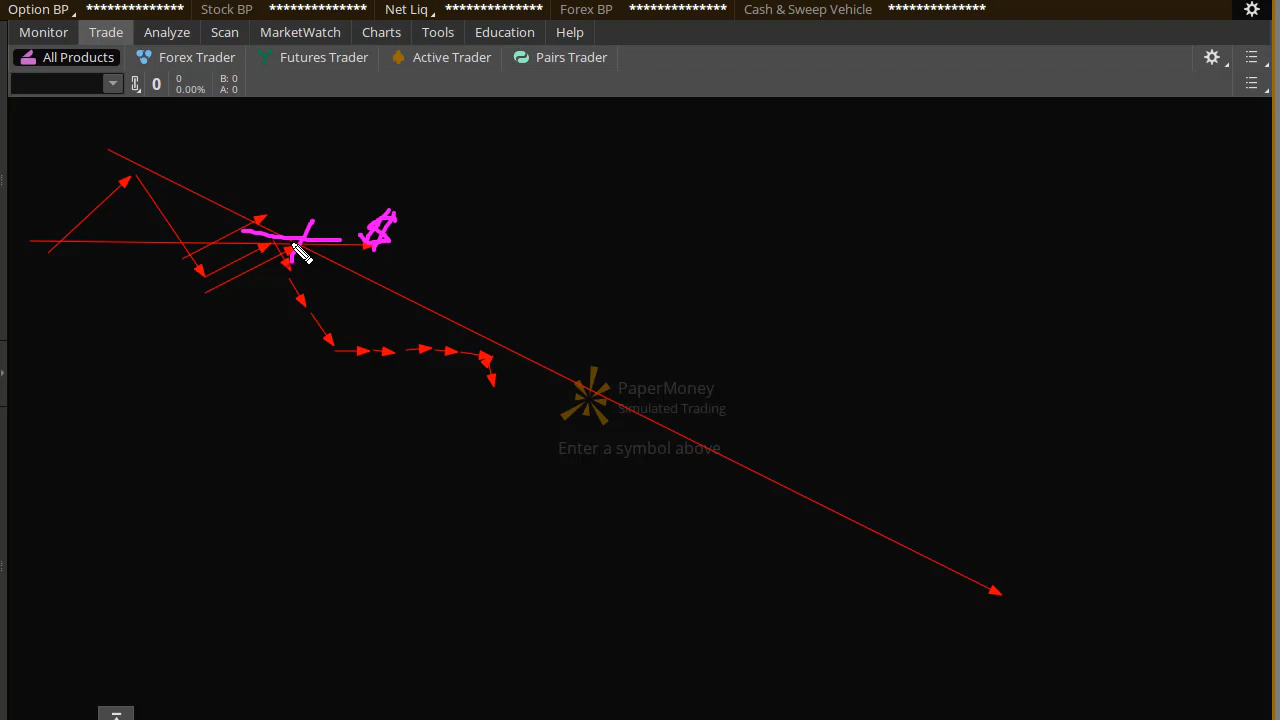 Option BP ************** Stock BP ************** Net Liq ************** Forex BP ************** Cash & Sweep Vehicle **************
Monitor Trade Analyze Scan MarketWatch Charts Tools Education Help
All Products Forex Trader Futures Trader Active Trader Pairs Trader
0 0 B: 0
0.00% A: 0
PaperMoney
Simulated Trading
Enter a symbol above